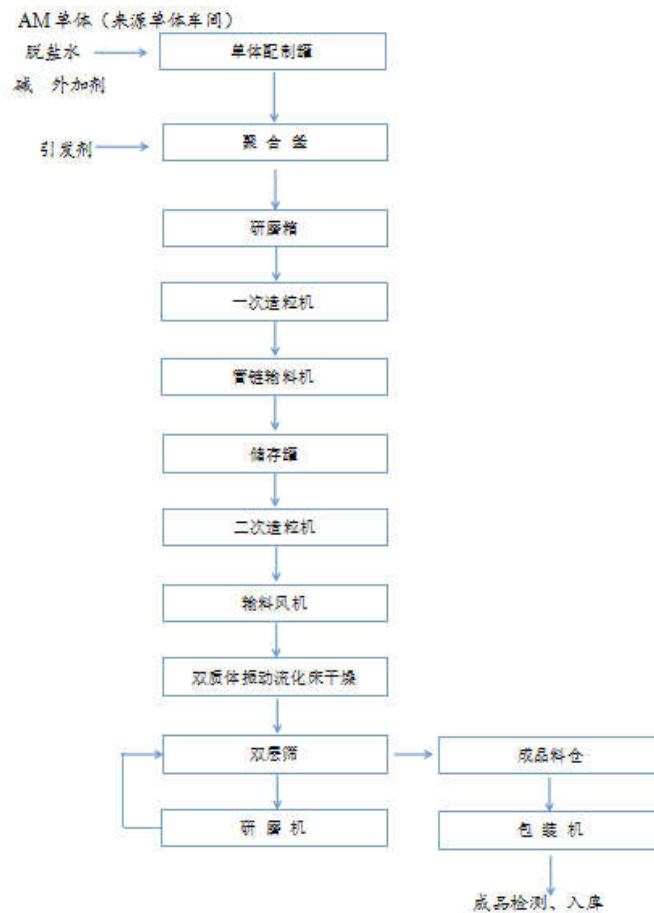 AM 单体（来源单体车间）
脱盐水
单体配制罐
碱 外加剂
引发剂
聚合釜
研磨箱
一次造粒机
管链输料机
储存罐
二次造粒机
输料风机
双质体振动流化床干燥
双层筛
成品料仓
研磨机
包装机
成品检测、入库